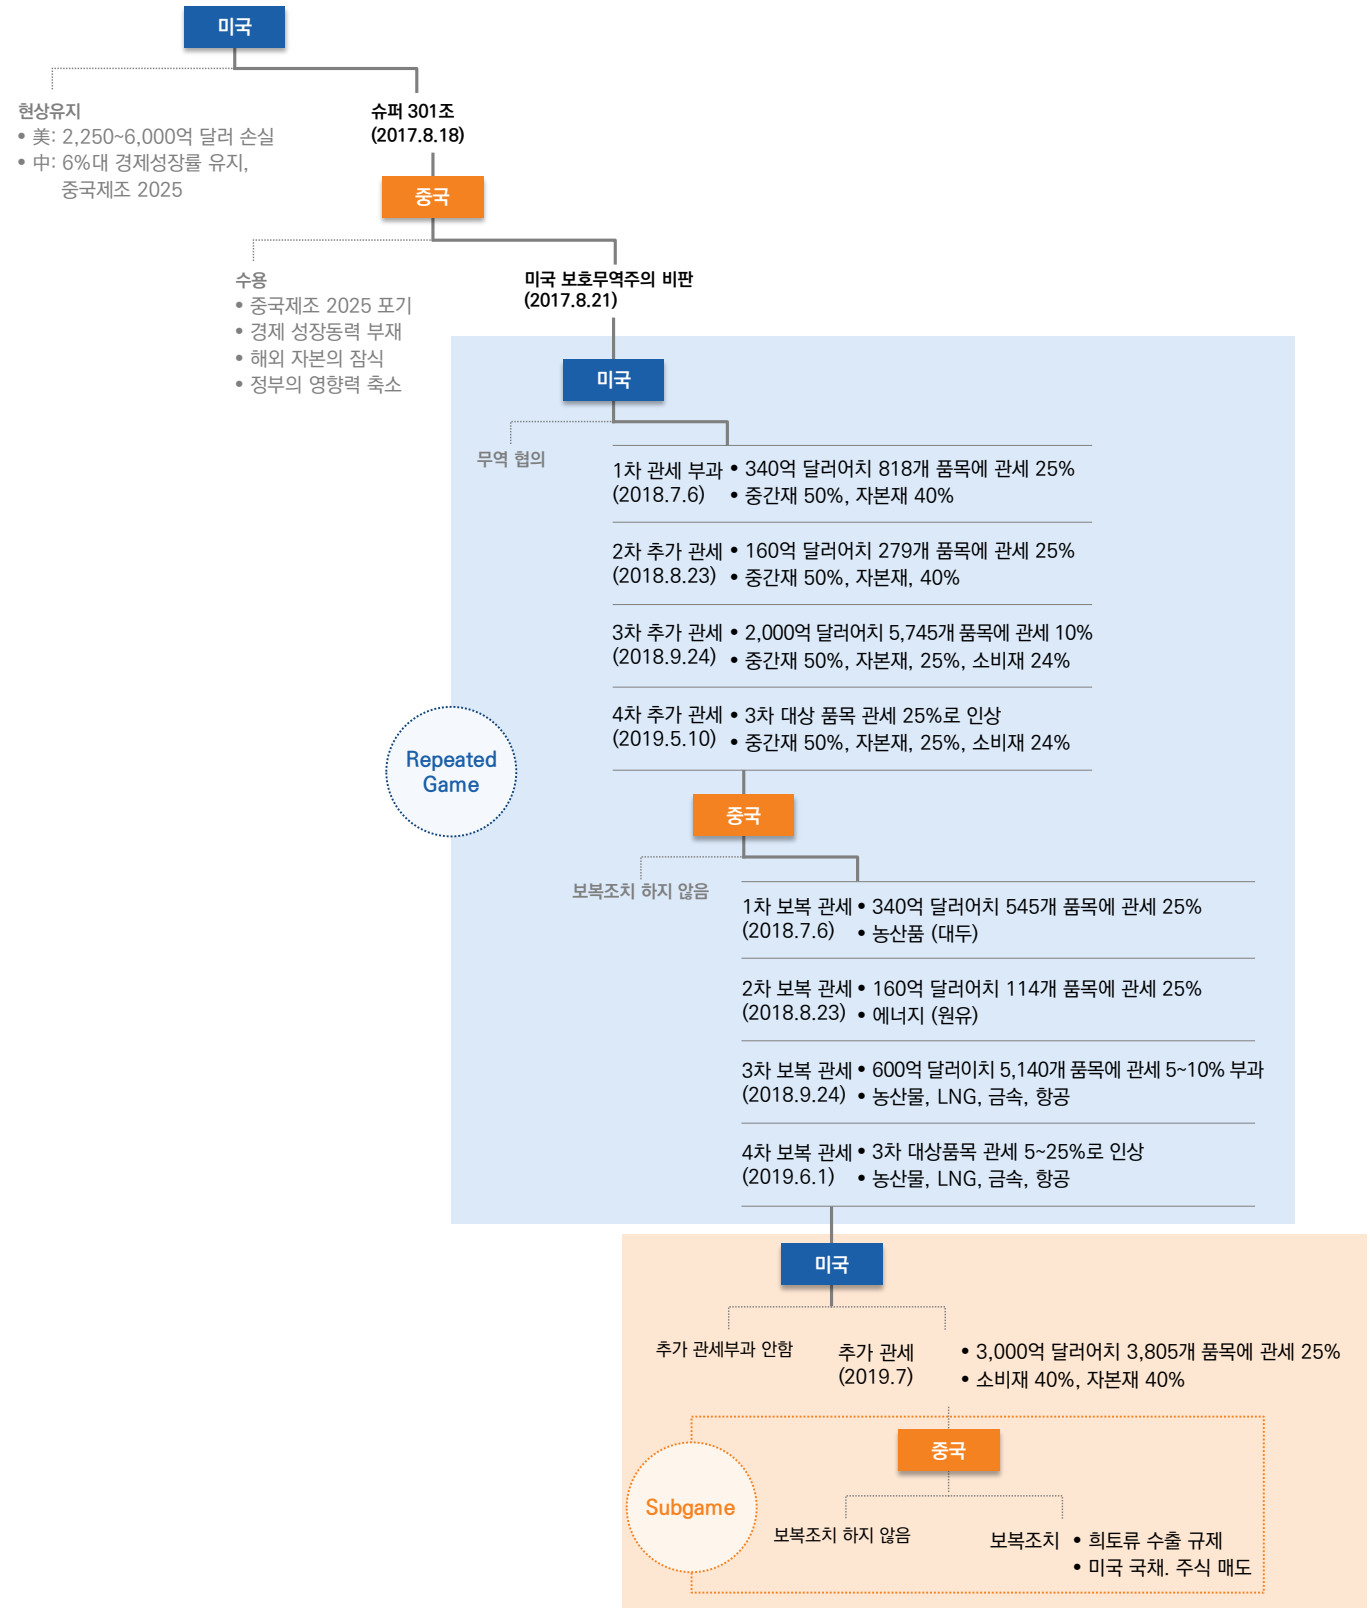 미국
현상유지
• 美: 2,250~6,000억 달러 손실
• 中: 6%대 경제성장률 유지,
중국제조 2025
슈퍼 301조
(2017.8.18)
중국
수용
• 중국제조 2025 포기
• 경제 성장동력 부재
• 해외 자본의 잠식
• 정부의 영향력 축소
미국 보호무역주의 비판
(2017.8.21)
미국
무역 협의
1차 관세 부과 • 340억 달러어치 818개 품목에 관세 25%
(2018.7.6) • 중간재 50%, 자본재 40%
2차 추가 관세 • 160억 달러어치 279개 품목에 관세 25%
(2018.8.23) • 중간재 50%, 자본재, 40%
3차 추가 관세 • 2,000억 달러어치 5,745개 품목에 관세 10%
(2018.9.24) • 중간재 50%, 자본재, 25%, 소비재 24%
4차 추가 관세 • 3차 대상 품목 관세 25%로 인상
(2019.5.10) • 중간재 50%, 자본재, 25%, 소비재 24%
Repeated
Game
중국
보복조치 하지 않음
1차 보복 관세 • 340억 달러어치 545개 품목에 관세 25%
(2018.7.6) • 농산품 (대두)
2차 보복 관세 • 160억 달러어치 114개 품목에 관세 25%
(2018.8.23) • 에너지 (원유)
3차 보복 관세 • 600억 달러이치 5,140개 품목에 관세 5~10% 부과
(2018.9.24) • 농산물, LNG, 금속, 항공
4차 보복 관세 • 3차 대상품목 관세 5~25%로 인상
(2019.6.1) • 농산물, LNG, 금속, 항공
미국
추가 관세부과 안함
추가 관세 • 3,000억 달러어치 3,805개 품목에 관세 25%
(2019.7) • 소비재 40%, 자본재 40%
중국
Subgame
보복조치 하지 않음
보복조치 • 희토류 수출 규제
• 미국 국채. 주식 매도